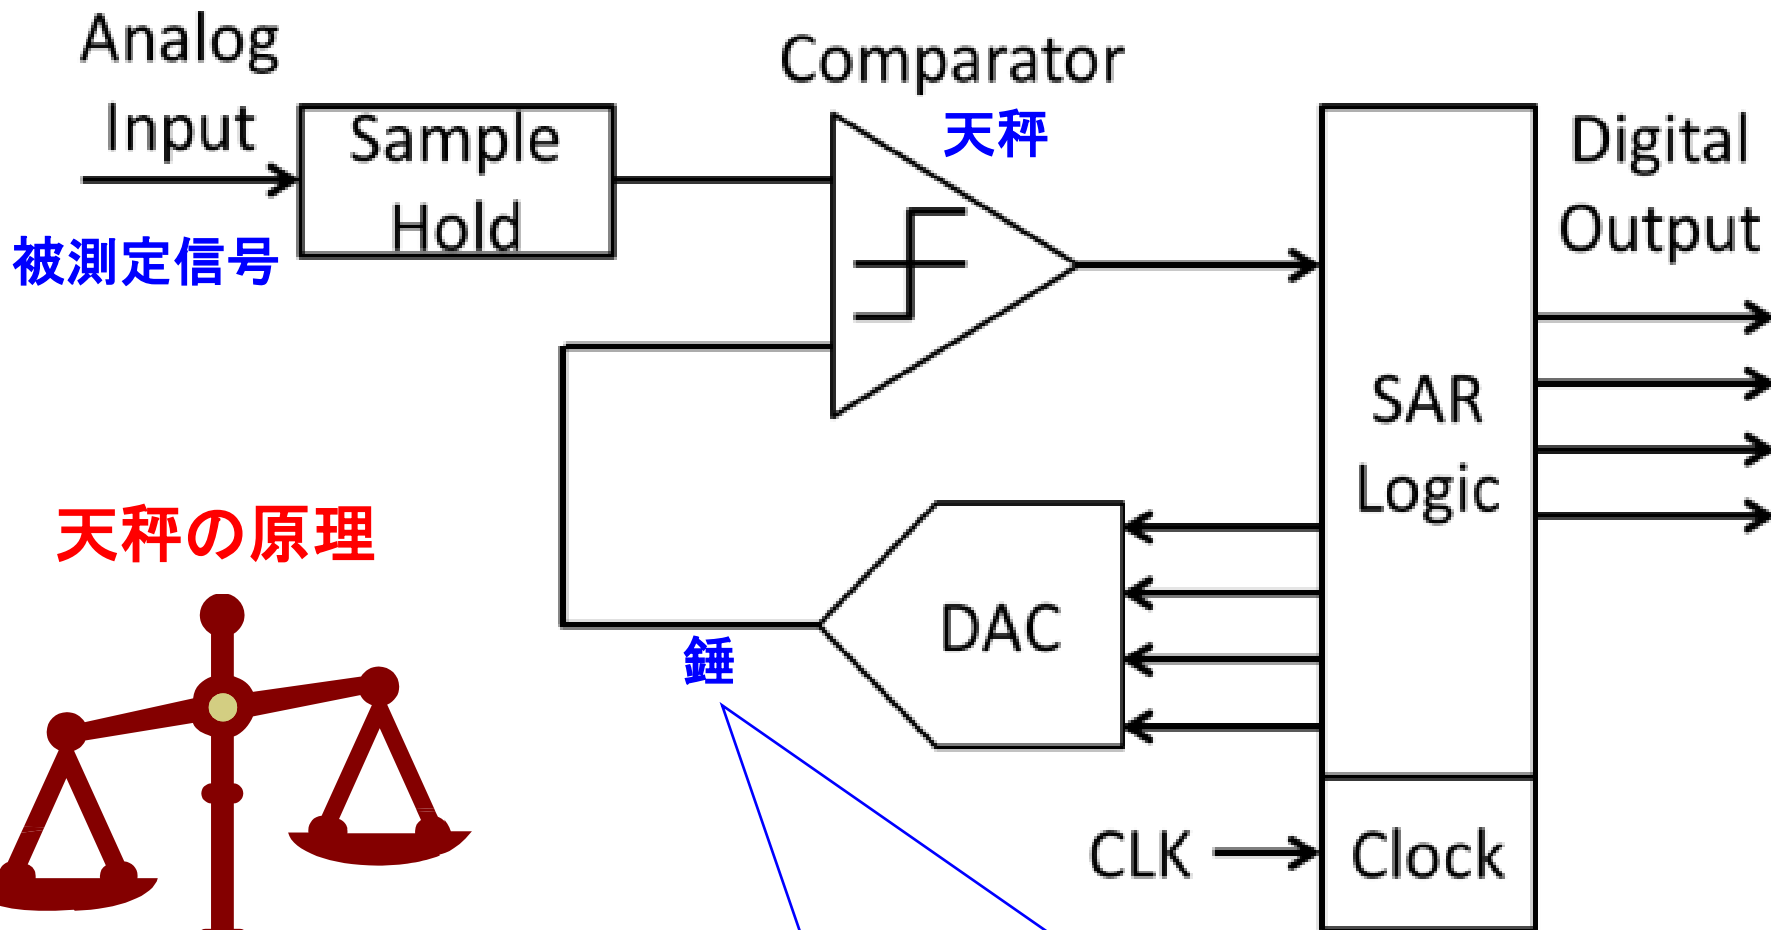 Analog
Input
被測定信号
Sample
Hold
Comparator
天秤
SAR
Logic
Digital
Output
天秤の原理
錘
DAC
CLK
Clock